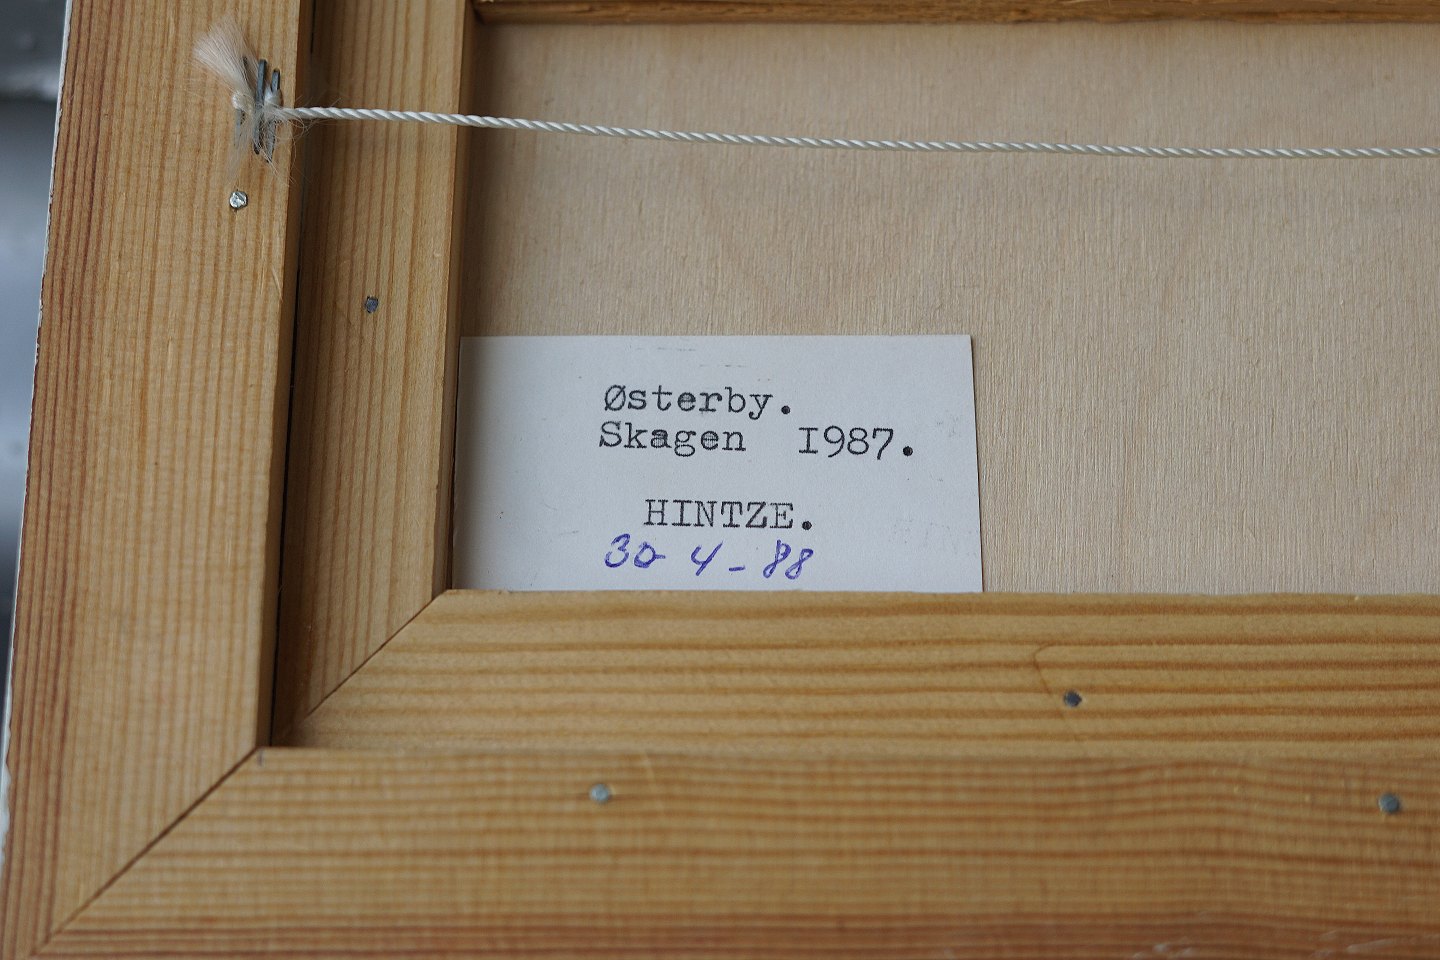 Østerby.
Skagen I987.
HINTZE.
30- 4 - 88